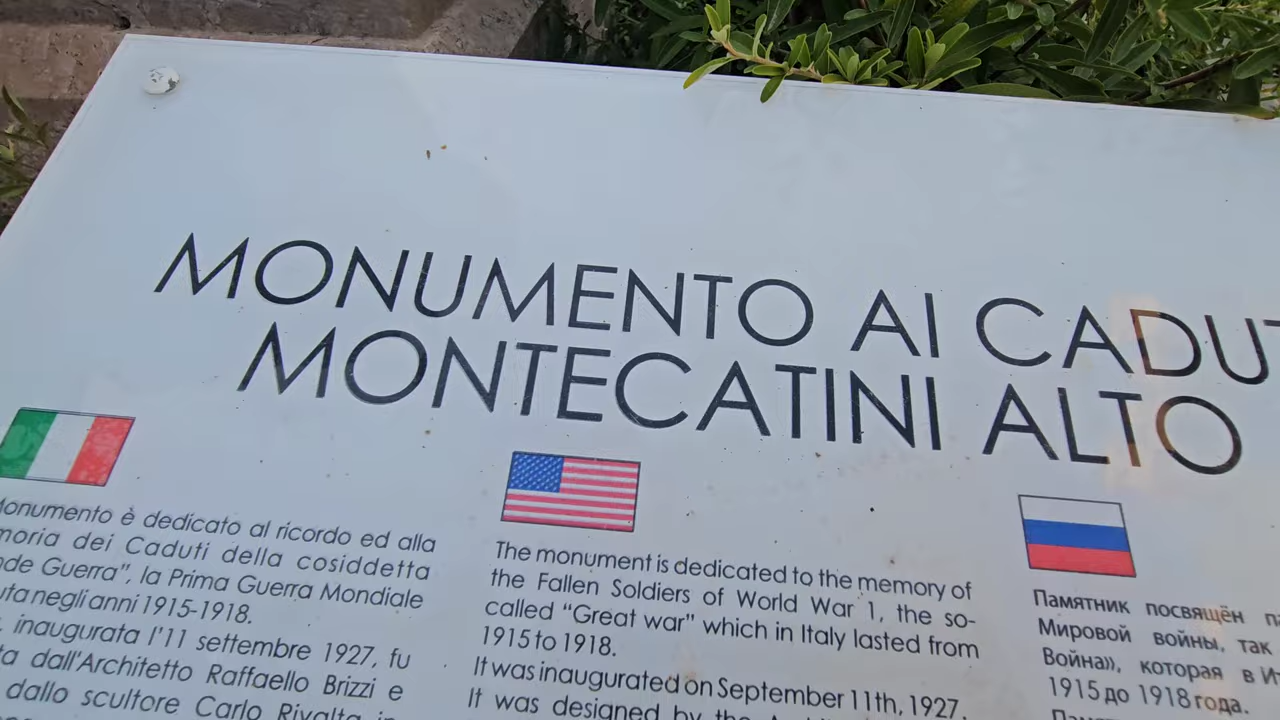 MONUMENTO AI CADUT
MONTECATINI ALTO
Monumento è dedicato al ricordo ed alla
moria dei Caduti della cosiddetta
nde Guerra”, la Prima Guerra Mondiale
uta negli anni 1915-1918.
, inaugurata l'11 settembre 1927, fu
ta dall'Architetto Raffaello Brizzi e
dallo scultore Carlo Rivalta in
The monument is dedicated to the memory of
the Fallen Soldiers of World War 1, the so-
called “Great war” which in Italy lasted from
1915 to 1918.
It was inaugurated on September 11th, 1927.
It was designed by the
Памятник посвящён
Мировой войны, так
Война», которая в
1915 до 1918 года.